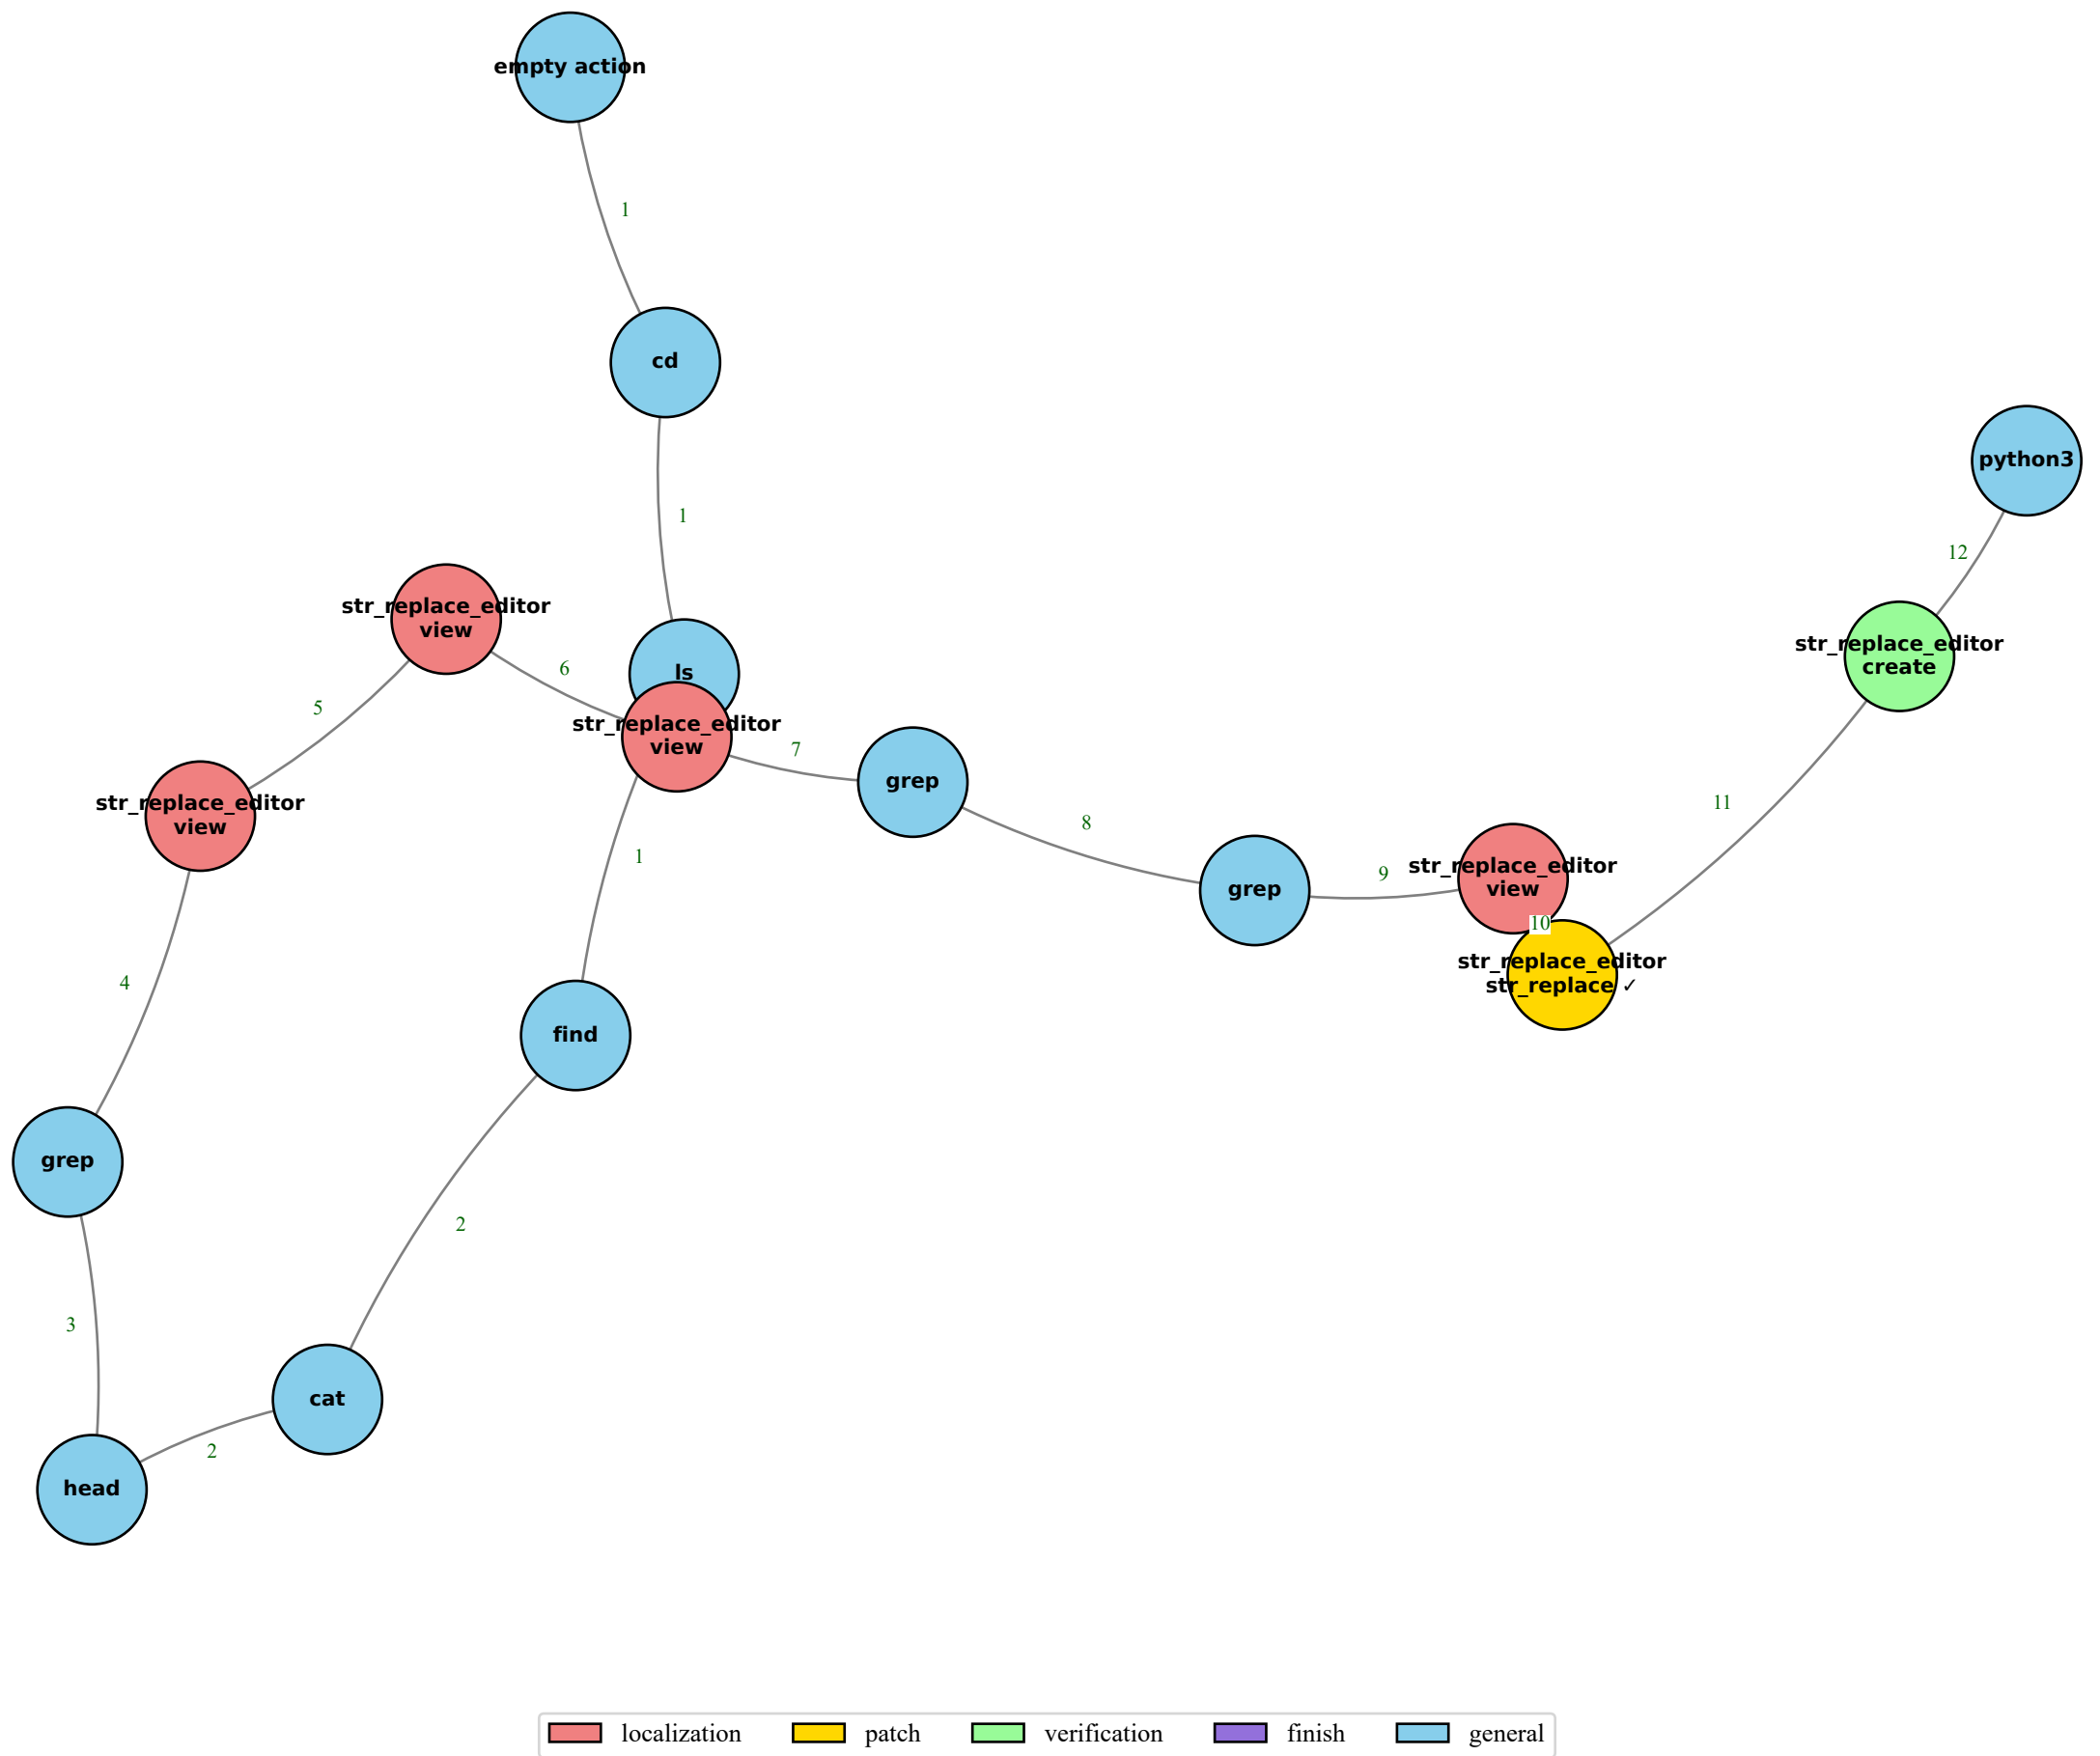 empty action
1
cd
1
python3
12
str_replace_editor
view
str_replace_editor
create
6
ls
5
str_replace_editor
view
7
grep
str_replace_editor
view
11
8
1
str_replace_editor
view
9
grep
10
str_replace_editor
str_replace ✓
4
find
grep
2
3
cat
2
head
localization
patch
verification
finish
general